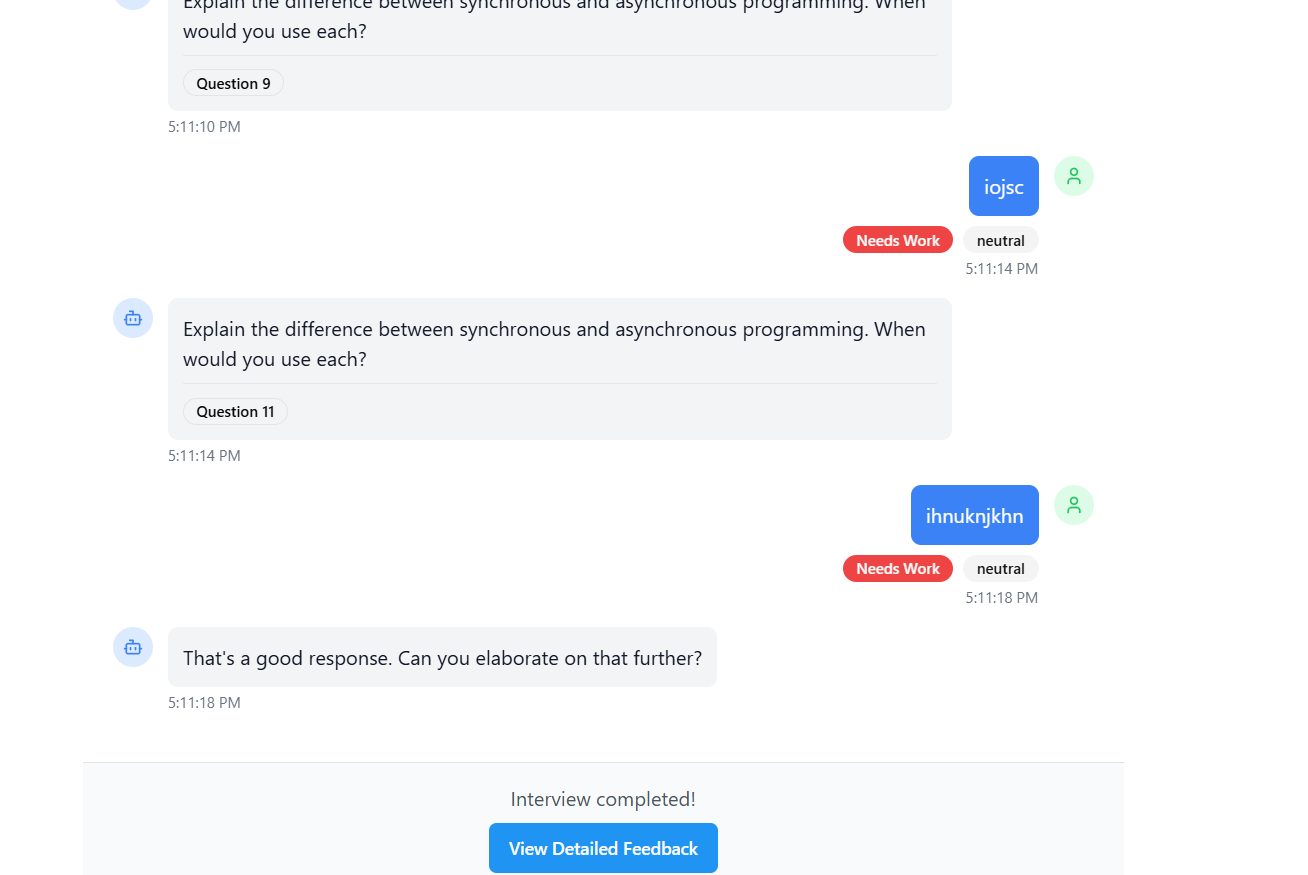 Explain the difference between synchronous and asynchronous programming. When
would you use each?
Question 9
5:11:10 PM
iojsc
Needs Work neutral
5:11:14 PM
Explain the difference between synchronous and asynchronous programming. When
would you use each?
Question 11
5:11:14 PM
ihnuknjkhn
Needs Work neutral
5:11:18 PM
That's a good response. Can you elaborate on that further?
5:11:18 PM
Interview completed!
View Detailed Feedback